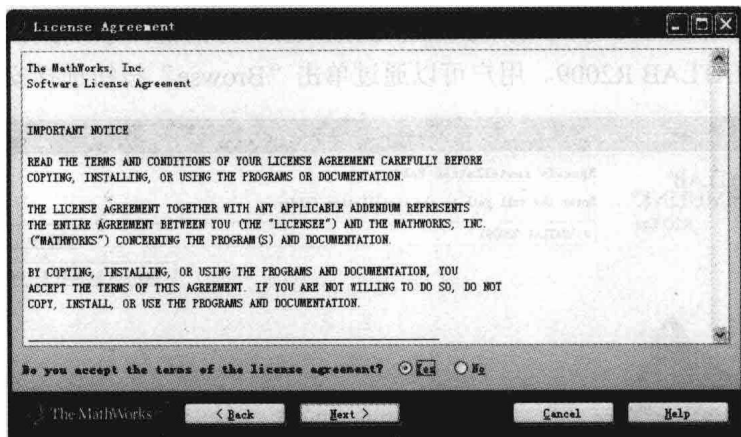 License Agreement
The MathWorks, Inc.
Software License Agreement
IMPORTANT NOTICE
READ THE TERMS AND CONDITIONS OF YOUR LICENSE AGREEMENT CAREFULLY BEFORE
COPYING, INSTALLING, OR USING THE PROGRAMS OR DOCUMENTATION.
THE LICENSE AGREEMENT TOGETHER WITH ANY APPLICABLE ADDENDUM REPRESENTS
THE ENTIRE AGREEMENT BETWEEN YOU (THE "LICENSEE") AND THE MATHWORKS, INC.
("MATHWORKS") CONCERNING THE PROGRAM(S) AND DOCUMENTATION.
BY COPYING, INSTALLING, OR USING THE PROGRAMS AND DOCUMENTATION, YOU
ACCEPT THE TERMS OF THIS AGREEMENT. IF YOU ARE NOT WILLING TO DO SO, DO NOT
COPY, INSTALL, OR USE THE PROGRAMS AND DOCUMENTATION.
Do you accept the terms of the license agreement? Yes No
The MathWorks < Back Next > Cancel Help